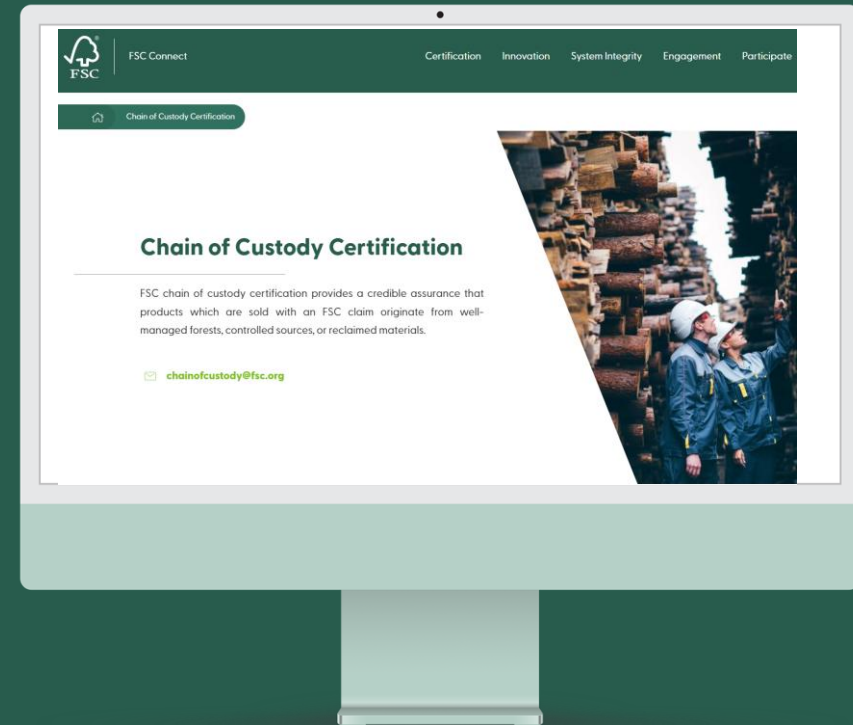 FSC
FSC Connect
Certification Innovation System Integrity Engagement Participate
Chain of Custody Certification
Chain of Custody Certification
FSC chain of custody certification provides a credible assurance that
products which are sold with an FSC claim originate from well-
managed forests, controlled sources, or reclaimed materials.
chainofcustody@fsc.org